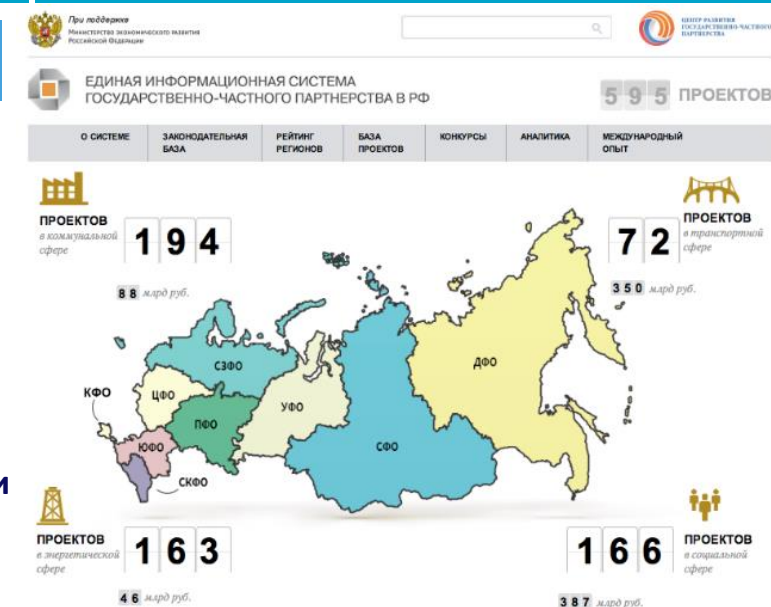 При поддержке
Министерства экономического развития
Российской Федерации
ЦЕНТР РАЗВИТИЯ
ГОСУДАРСТВЕННО-ЧАСТНОГО
ПАРТНЕРСТВА
ЕДИНАЯ ИНФОРМАЦИОННАЯ СИСТЕМА
ГОСУДАРСТВЕННО-ЧАСТНОГО ПАРТНЕРСТВА В РФ
595 ПРОЕКТОВ
О СИСТЕМЕ
ЗАКОНОДАТЕЛЬНАЯ
БАЗА
РЕЙТИНГ
РЕГИОНОВ
БАЗА
ПРОЕКТОВ
КОНКУРСЫ
АНАЛИТИКА
МЕЖДУНАРОДНЫЙ
ОПЫТ
ПРОЕКТОВ
в коммунальной
сфере
194
88 млрд руб.
ПРОЕКТОВ
в транспортной
сфере
72
350 млрд руб.
СЗФО
ДФО
КФО
ЦФО
УФО
ПФО
ЮФО
СФО
СКФО
и
ПРОЕКТОВ
в энергетической
сфере
163
46 млрд руб.
ПРОЕКТОВ
в социальной
сфере
166
387 млрд руб.